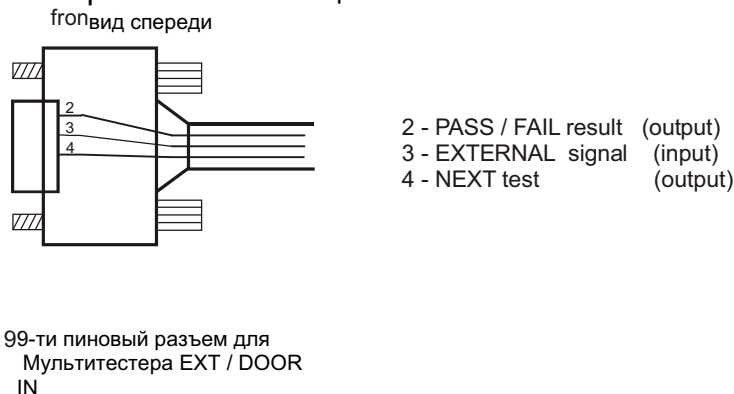 fronвид спереди
2
3
4
2 - PASS / FAIL result (output)
3 - EXTERNAL signal (input)
4 - NEXT test (output)
99-ти пиновый разъем для
Мультитестера EXT / DOOR
IN